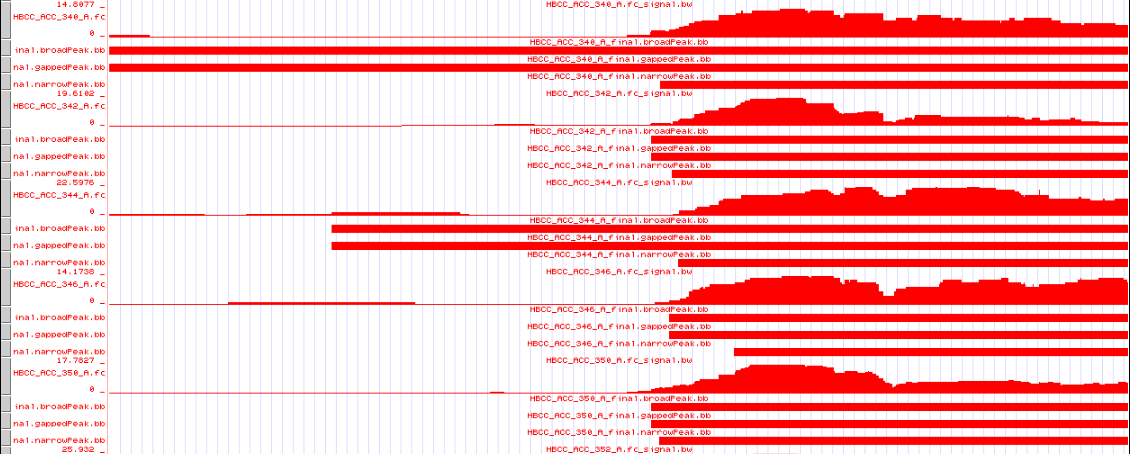 HBCC_ACC_340_A.fc_signal.bw
14.8077 _
HBCC_ACC_340_A.fc
0 _
HBCC_ACC_340_A_final.broadPeak.bb
inal.broadPeak.bb
HBCC_ACC_340_A_final.gappedPeak.bb
nal.gappedPeak.bb
HBCC_ACC_340_A_final.narrowPeak.bb
nal.narrowPeak.bb
HBCC_ACC_342_A.fc_signal.bw
19.6102 _
HBCC_ACC_342_A.fc
0 _
HBCC_ACC_342_A_final.broadPeak.bb
inal.broadPeak.bb
HBCC_ACC_342_A_final.gappedPeak.bb
nal.gappedPeak.bb
HBCC_ACC_342_A_final.narrowPeak.bb
nal.narrowPeak.bb
HBCC_ACC_344_A.fc_signal.bw
22.5976 _
HBCC_ACC_344_A.fc
0 _
HBCC_ACC_344_A_final.broadPeak.bb
inal.broadPeak.bb
HBCC_ACC_344_A_final.gappedPeak.bb
nal.gappedPeak.bb
HBCC_ACC_344_A_final.narrowPeak.bb
nal.narrowPeak.bb
HBCC_ACC_346_A.fc_signal.bw
14.1738 _
HBCC_ACC_346_A.fc
0 _
HBCC_ACC_346_A_final.broadPeak.bb
inal.broadPeak.bb
HBCC_ACC_346_A_final.gappedPeak.bb
nal.gappedPeak.bb
HBCC_ACC_346_A_final.narrowPeak.bb
nal.narrowPeak.bb
HBCC_ACC_350_A.fc_signal.bw
17.7827 _
HBCC_ACC_350_A.fc
0 _
HBCC_ACC_350_A_final.broadPeak.bb
inal.broadPeak.bb
HBCC_ACC_350_A_final.gappedPeak.bb
nal.gappedPeak.bb
HBCC_ACC_350_A_final.narrowPeak.bb
nal.narrowPeak.bb
HBCC_ACC_352_A.fc_signal.bw
25.932 _